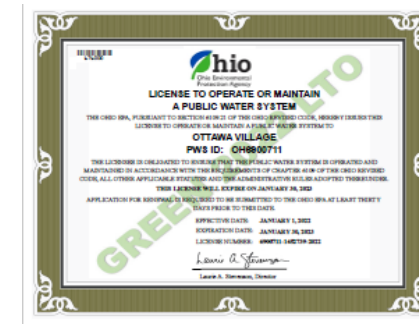 Ohio
Ohio Environmental
Protection Agency
LICENSE TO OPERATE OR MAINTAIN
A PUBLIC WATER SYSTEM
THE OHIO EPA, PURSUANT TO SECTION 6109.21 OF THE OHIO REVISED CODE, HEREBY ISSUES THIS
LICENSE TO OPERATE OR MAINTAIN A PUBLIC WATER SYSTEM TO
OTTAWA VILLAGE
PWS ID: OH6900711
THE LICENSEE IS OBLIGATED TO ENSURE THAT THE PUBLIC WATER SYSTEM IS OPERATED AND
MAINTAINED IN ACCORDANCE WITH THE REQUIREMENTS OF CHAPTER 6109 OF THE OHIO REVISED
CODE, ALL OTHER APPLICABLE STATUTES AND THE ADMINISTRATIVE RULES ADOPTED THEREUNDER.
THIS LICENSE WILL EXPIRE ON JANUARY 30, 2023
APPLICATION FOR RENEWAL IS REQUIRED TO BE SUBMITTED TO THE OHIO EPA AT LEAST THIRTY
DAYS PRIOR TO THIS DATE.
EFFECTIVE DATE: JANUARY 1, 2022
EXPIRATION DATE: JANUARY 30, 2023
LICENSE NUMBER:
Laurie A. Stevenson
Laurie A. Stevenson, Director
GREEN LTO